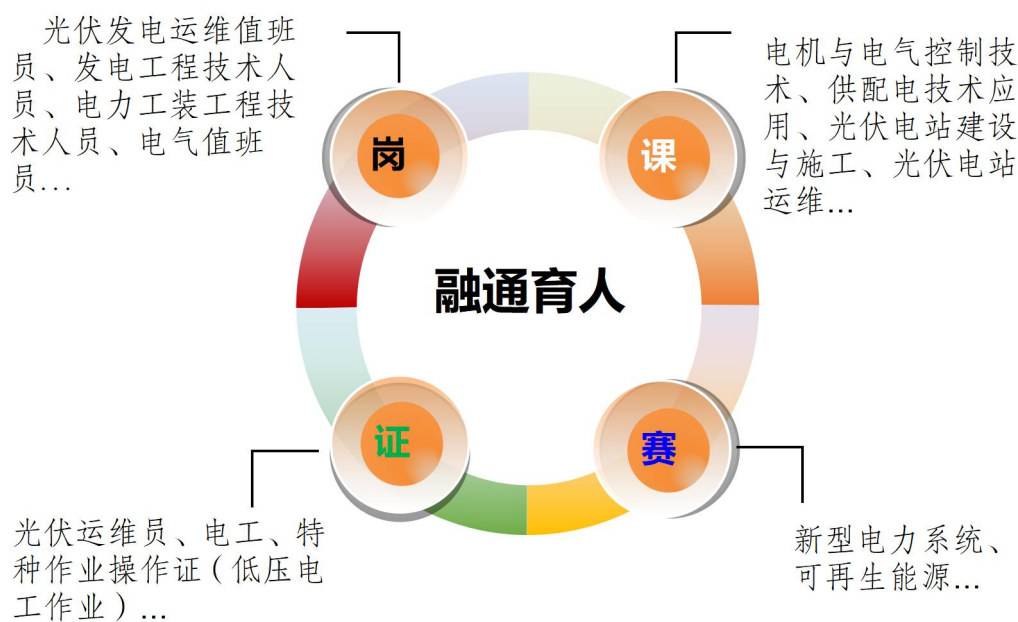 光伏发电运维值班
员、发电工程技术人
员、电力工装工程技
术人员、电气值班
员...
岗
课
电机与电气控制技
术、供配电技术应
用、光伏电站建设
与施工、光伏电站
运维...
融通育人
证
赛
光伏运维员、电工、特
种作业操作证（低压电
工作业）...
新型电力系统、
可再生能源...